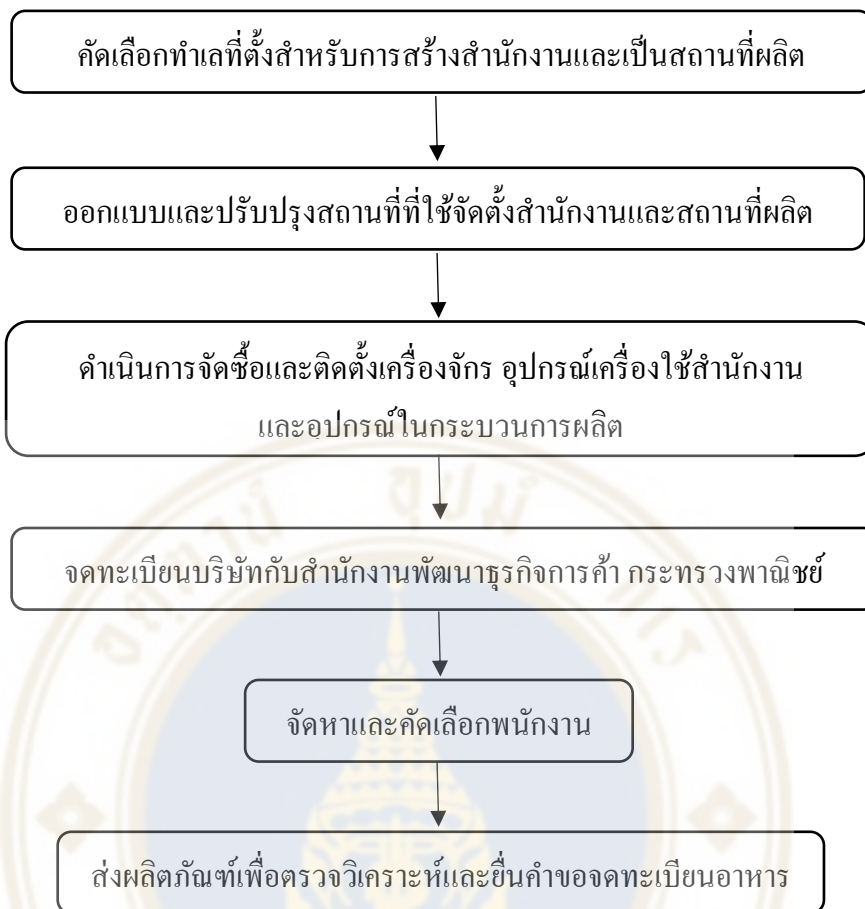 คัดเลือกทำเลที่ตั้งสำหรับการสร้างสำนักงานและเป็นสถานที่ผลิต
ออกแบบและปรับปรุงสถานที่ที่ใช้จัดตั้งสำนักงานและสถานที่ผลิต
ดำเนินการจัดซื้อและติดตั้งเครื่องจักร อุปกรณ์เครื่องใช้สำนักงาน
และอุปกรณ์ในกระบวนการผลิต
จดทะเบียนบริษัทกับสำนักงานพัฒนาธุรกิจการค้า กระทรวงพาณิชย์
จัดหาและคัดเลือกพนักงาน
ส่งผลิตภัณฑ์เพื่อตรวจวิเคราะห์และยื่นคำขอจดทะเบียนอาหาร